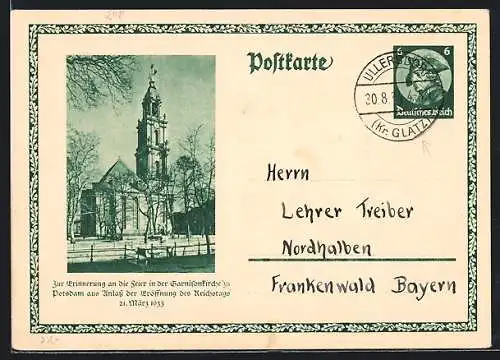 Postkarte
ULLERSDORF
30.8.
(Kr. GLATZ)
6 6
Deutsches Reich
Herrn
Lehrer Treiber
Nordhalben
Frankenwald Bayern
Zur Erinnerung an die Feier in der Garnisonkirche zu
Potsdam aus Anlaß der Eröffnung des Reichstags
21. März 1933